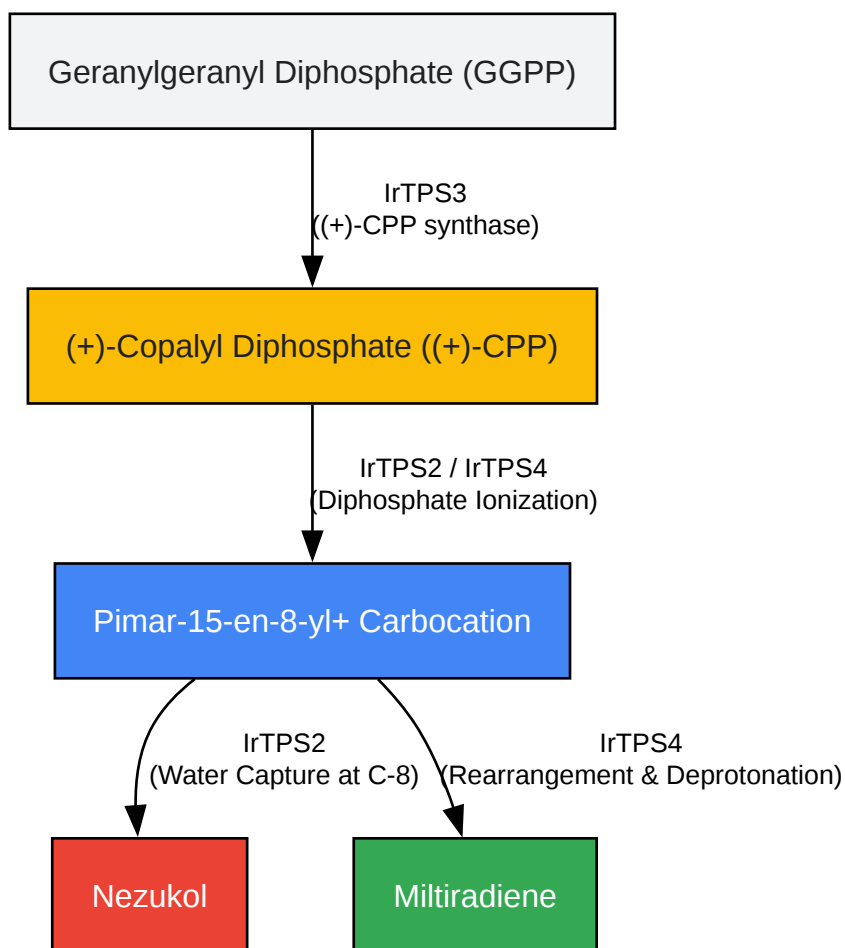 Geranylgeranyl Diphosphate (GGPP)
IrTPS3
((+)-CPP synthase)
(+)-Copalyl Diphosphate ((+)-CPP)
IrTPS2 / IrTPS4
(Diphosphate Ionization)
Pimar-15-en-8-yl+ Carbocation
IrTPS2
(Water Capture at C-8)
IrTPS4
(Rearrangement & Deprotonation)
Nezukol
Miltiradiene